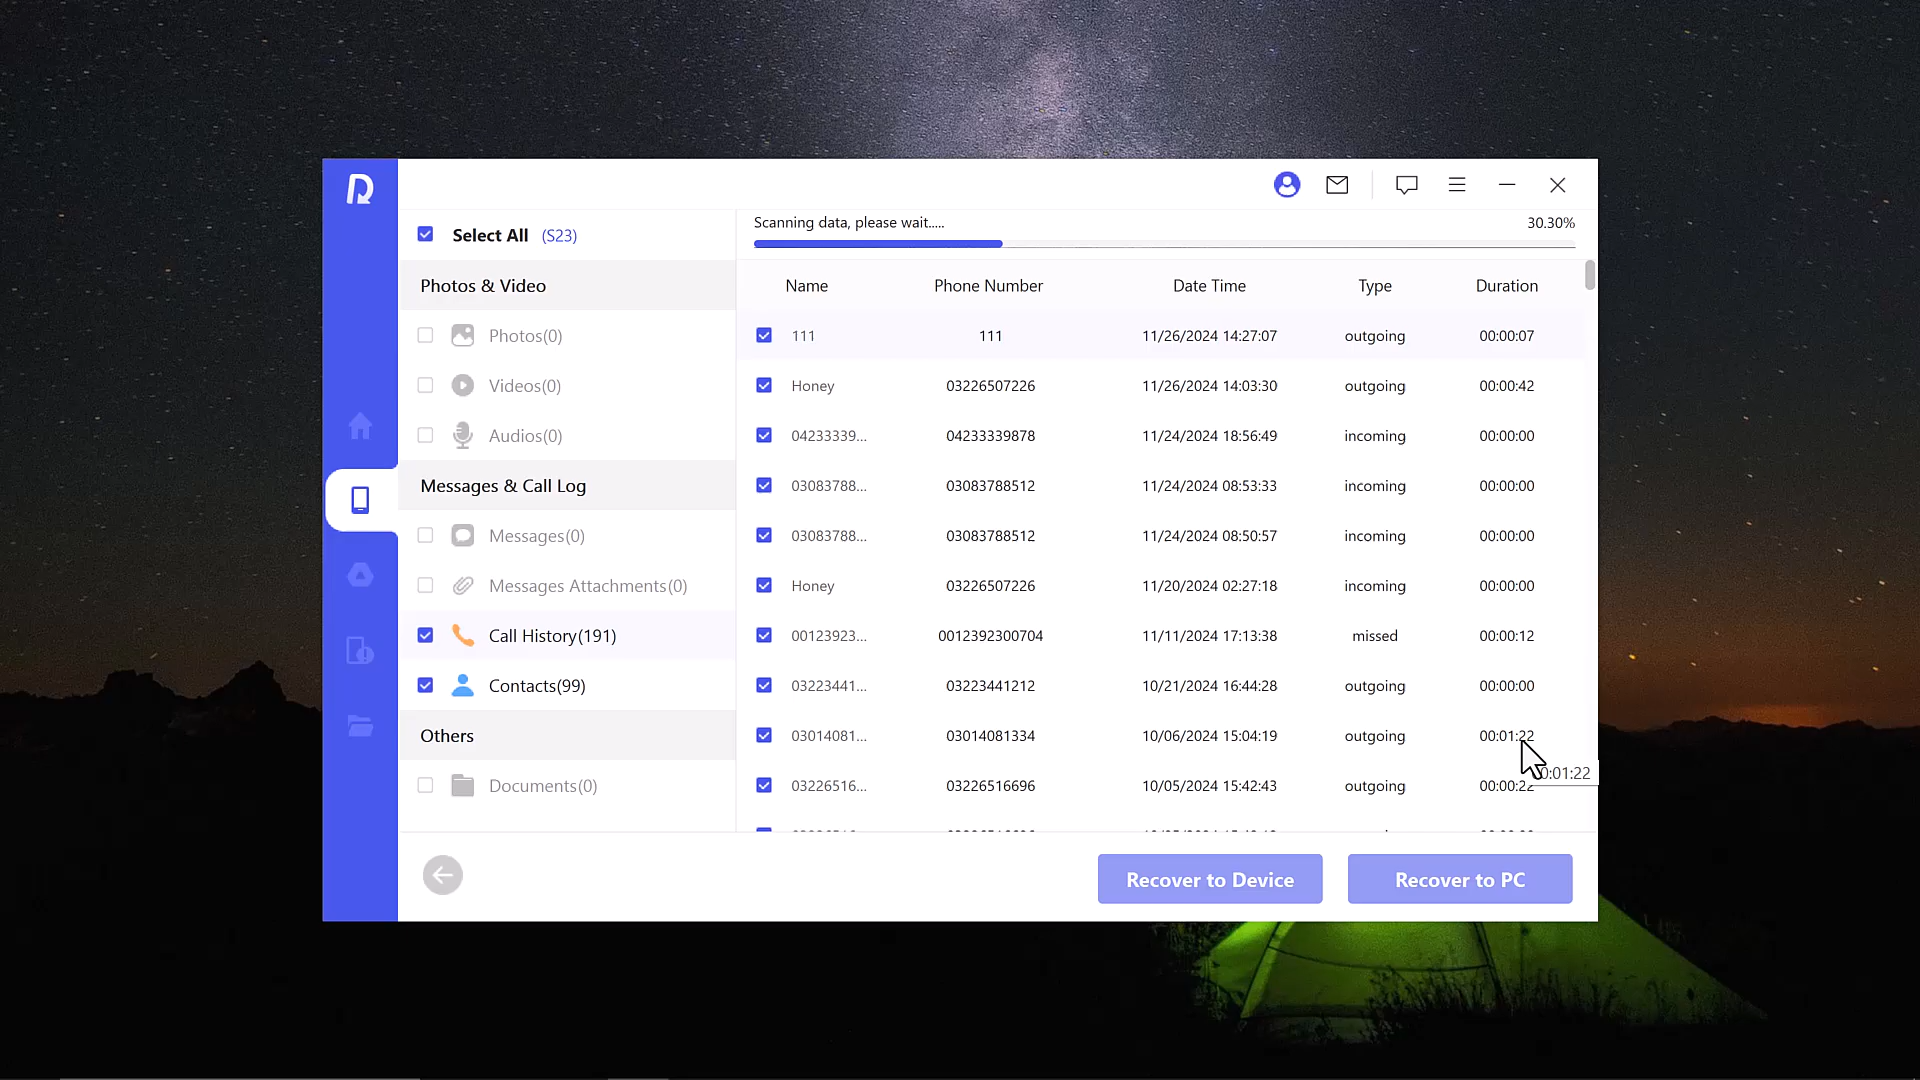 Select All (S23)
Photos & Video
Photos(0)
Videos(0)
Audios(0)
Messages & Call Log
Messages(0)
Messages Attachments(0)
Call History(191)
Contacts(99)
Others
Documents(0)
Scanning data, please wait..... 30.30%
Name Phone Number Date Time Type Duration
111 111 11/26/2024 14:27:07 outgoing 00:00:07
Honey 03226507226 11/26/2024 14:03:30 outgoing 00:00:42
04233339... 04233339878 11/24/2024 18:56:49 incoming 00:00:00
03083788... 03083788512 11/24/2024 08:53:33 incoming 00:00:00
03083788... 03083788512 11/24/2024 08:50:57 incoming 00:00:00
Honey 03226507226 11/20/2024 02:27:18 incoming 00:00:00
00123923... 0012392300704 11/11/2024 17:13:38 missed 00:00:12
03223441... 03223441212 10/21/2024 16:44:28 outgoing 00:00:00
03014081... 03014081334 10/06/2024 15:04:19 outgoing 00:01:22
03226516... 03226516696 10/05/2024 15:42:43 outgoing 00:00:22
Recover to Device
Recover to PC